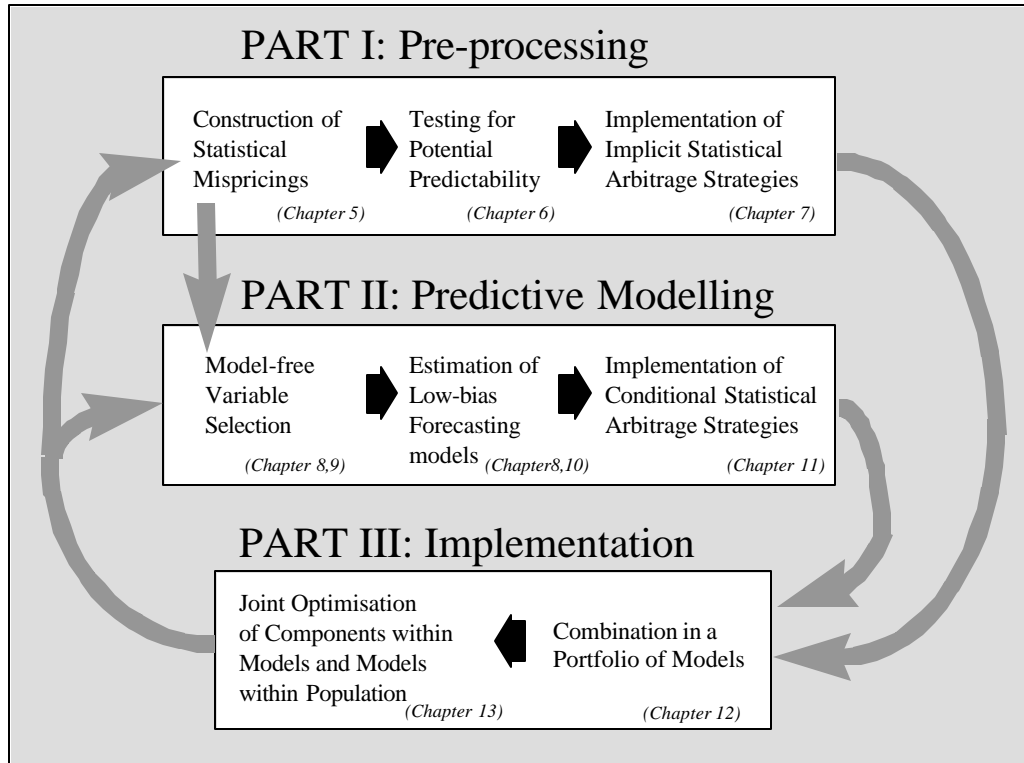 PART I: Pre-processing
Construction of
Statistical
Mispricings
(Chapter 5)
Testing for
Potential
Predictability
(Chapter 6)
Implementation of
Implicit Statistical
Arbitrage Strategies
(Chapter 7)
PART II: Predictive Modelling
Model-free
Variable
Selection
(Chapter 8,9)
Estimation of
Low-bias
Forecasting
models
(Chapter8,10)
Implementation of
Conditional Statistical
Arbitrage Strategies
(Chapter 11)
PART III: Implementation
Joint Optimisation
of Components within
Models and Models
within Population
(Chapter 13)
Combination in a
Portfolio of Models
(Chapter 12)